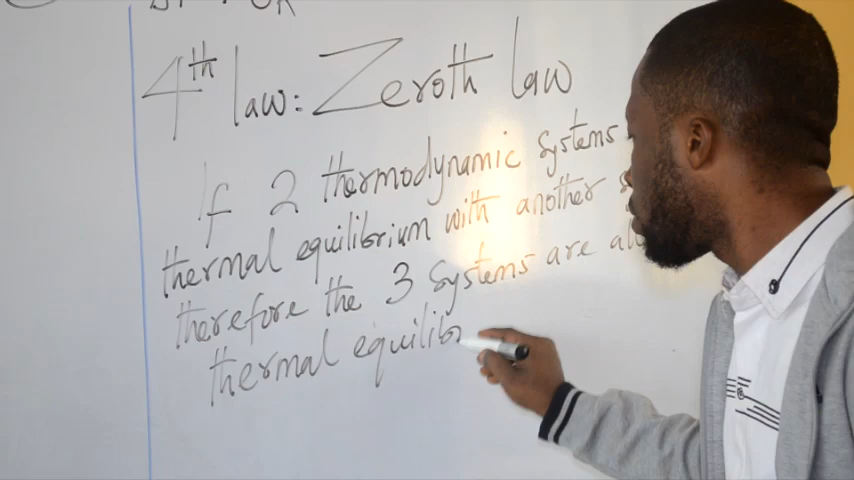 4th law: Zeroth law
If 2 thermodynamic systems
thermal equilibrium with another
therefore the 3 systems are
thermal equilib